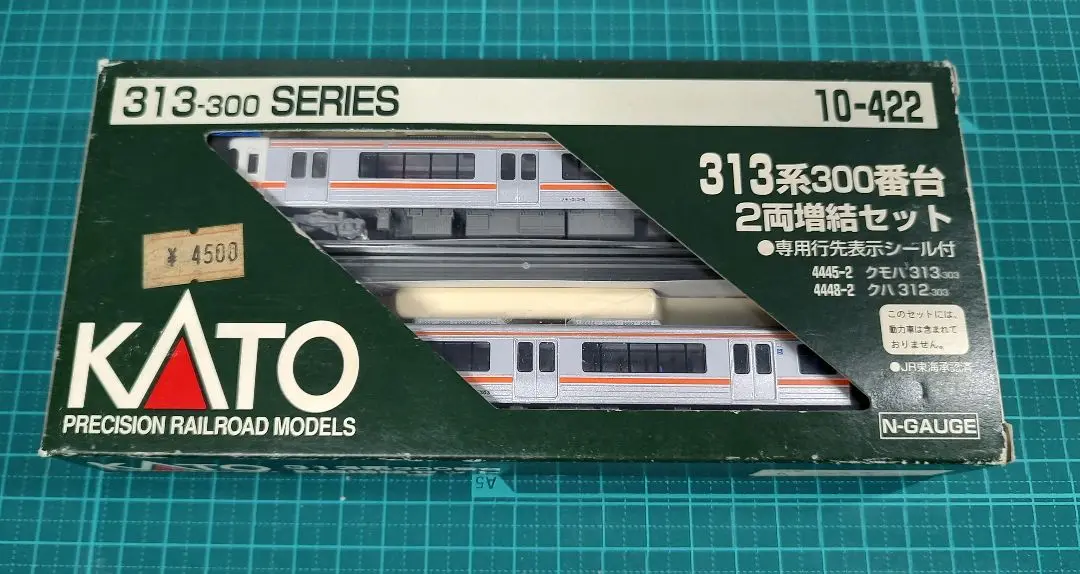 313-300 SERIES
10-422
313系300番台
2両増結セット
●専用行先表示シール付
4445-2 クモハ313-303
4448-2 クハ312-303
このセットには、
動力車は含まれて
おりません。
●JR東海承認済
¥ 4500
KATO
PRECISION RAILROAD MODELS
N-GAUGE
KATO
A5